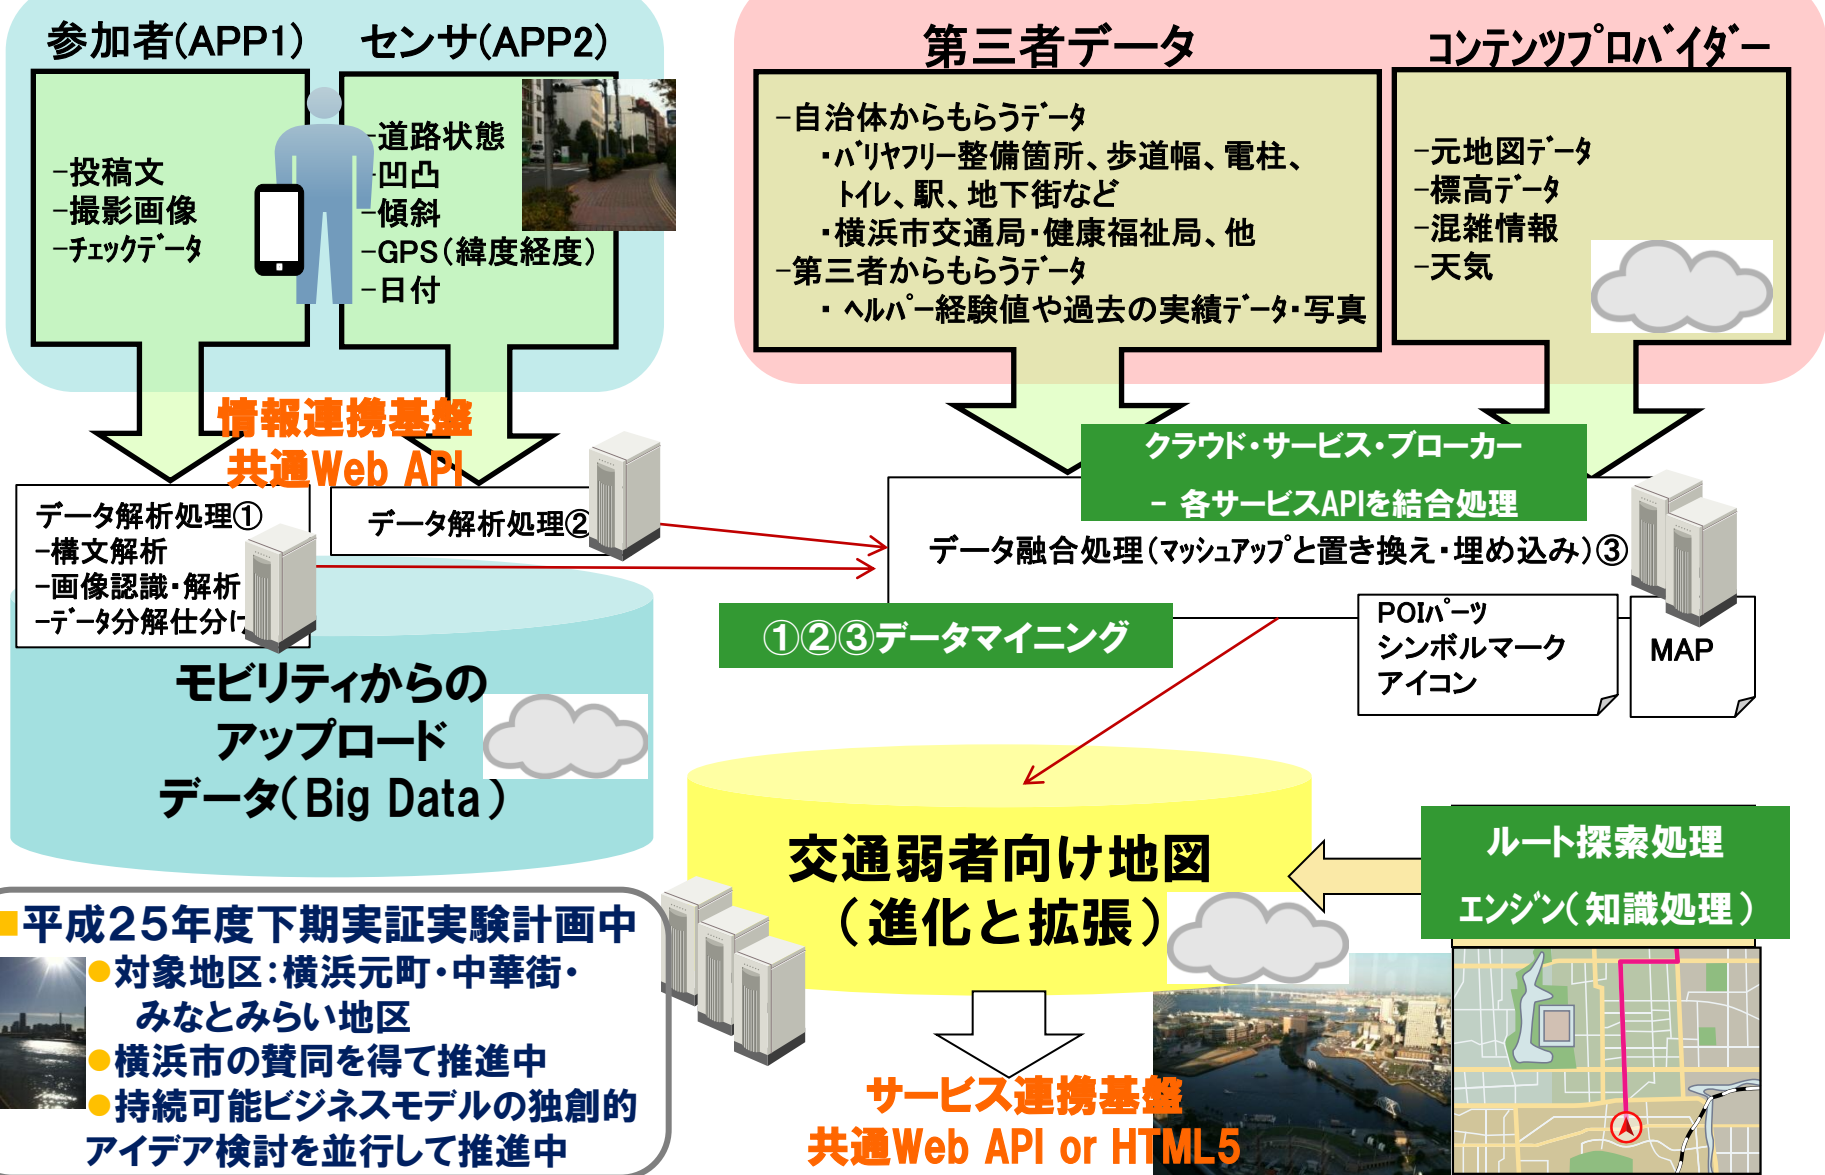 参加者(APP1)
センサ(APP2)
-投稿文
-撮影画像
-チェックデータ
-道路状態
-凹凸
-傾斜
-GPS(緯度経度)
-日付
第三者データ
-自治体からもらうデータ
・バリヤフリー整備箇所、歩道幅、電柱、
トイレ、駅、地下街など
・横浜市交通局・健康福祉局、他
-第三者からもらうデータ
・ヘルパー経験値や過去の実績データ・写真
コンテンツプロバイダー
-元地図データ
-標高データ
-混雑情報
-天気
情報連携基盤
共通Web API
クラウド・サービス・ブローカー
- 各サービスAPIを結合処理
データ解析処理①
-構文解析
-画像認識・解析
-データ分解仕分け
データ解析処理②
データ融合処理(マッシュアップと置き換え・埋め込み)③
①②③データマイニング
POIパーツ
シンボルマーク
アイコン
MAP
モビリティからの
アップロード
データ(Big Data)
交通弱者向け地図
(進化と拡張)
ルート探索処理
エンジン(知識処理)
■平成25年度下期実証実験計画中
●対象地区:横浜元町・中華街・
みなとみらい地区
●横浜市の賛同を得て推進中
●持続可能ビジネスモデルの独創的
アイデア検討を並行して推進中
サービス連携基盤
共通Web API or HTML5